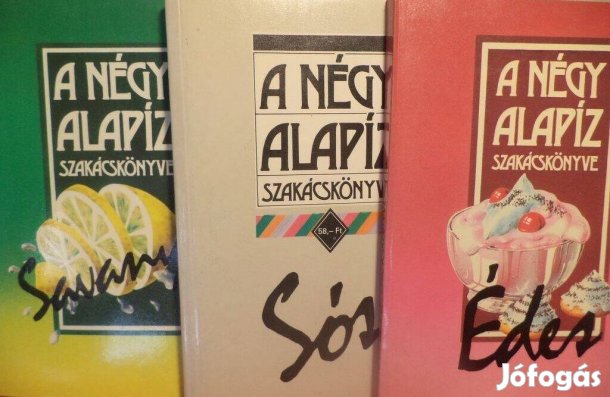 A NÉGY
ALAPÍZ
SZAKÁCSKÖNYVE
Savany
A NÉGY
ALAPÍZ
SZAKÁCSKÖNYV
58,– Ft
Sós
A NÉGY
ALAPÍZ
SZAKÁCSKÖNYVE
Édes
Jófogás